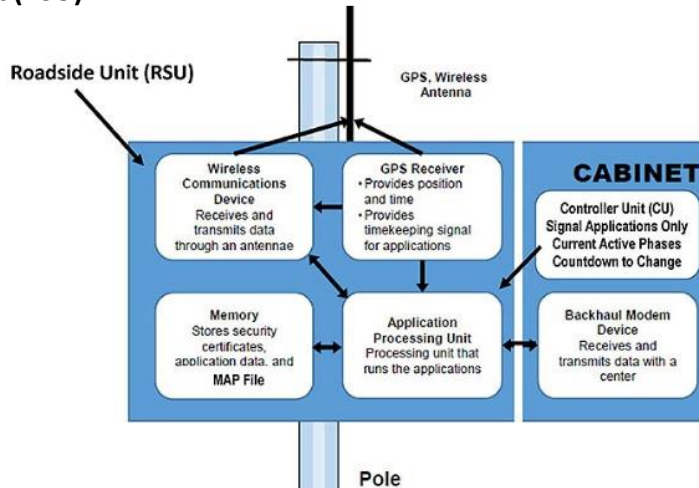 Roadside Unit (RSU)
GPS, Wireless
Antenna
Wireless
Communications
Device
Receives and
transmits data
through an antennae
GPS Receiver
• Provides position
and time
• Provides
timekeeping signal
for applications
CABINET
Controller Unit (CU)
Signal Applications Only
Current Active Phases
Countdown to Change
Memory
Stores security
certificates,
application data, and
MAP File
Application
Processing Unit
Processing unit that
runs the applications
Backhaul Modem
Device
Receives and
transmits data with a
center
Pole